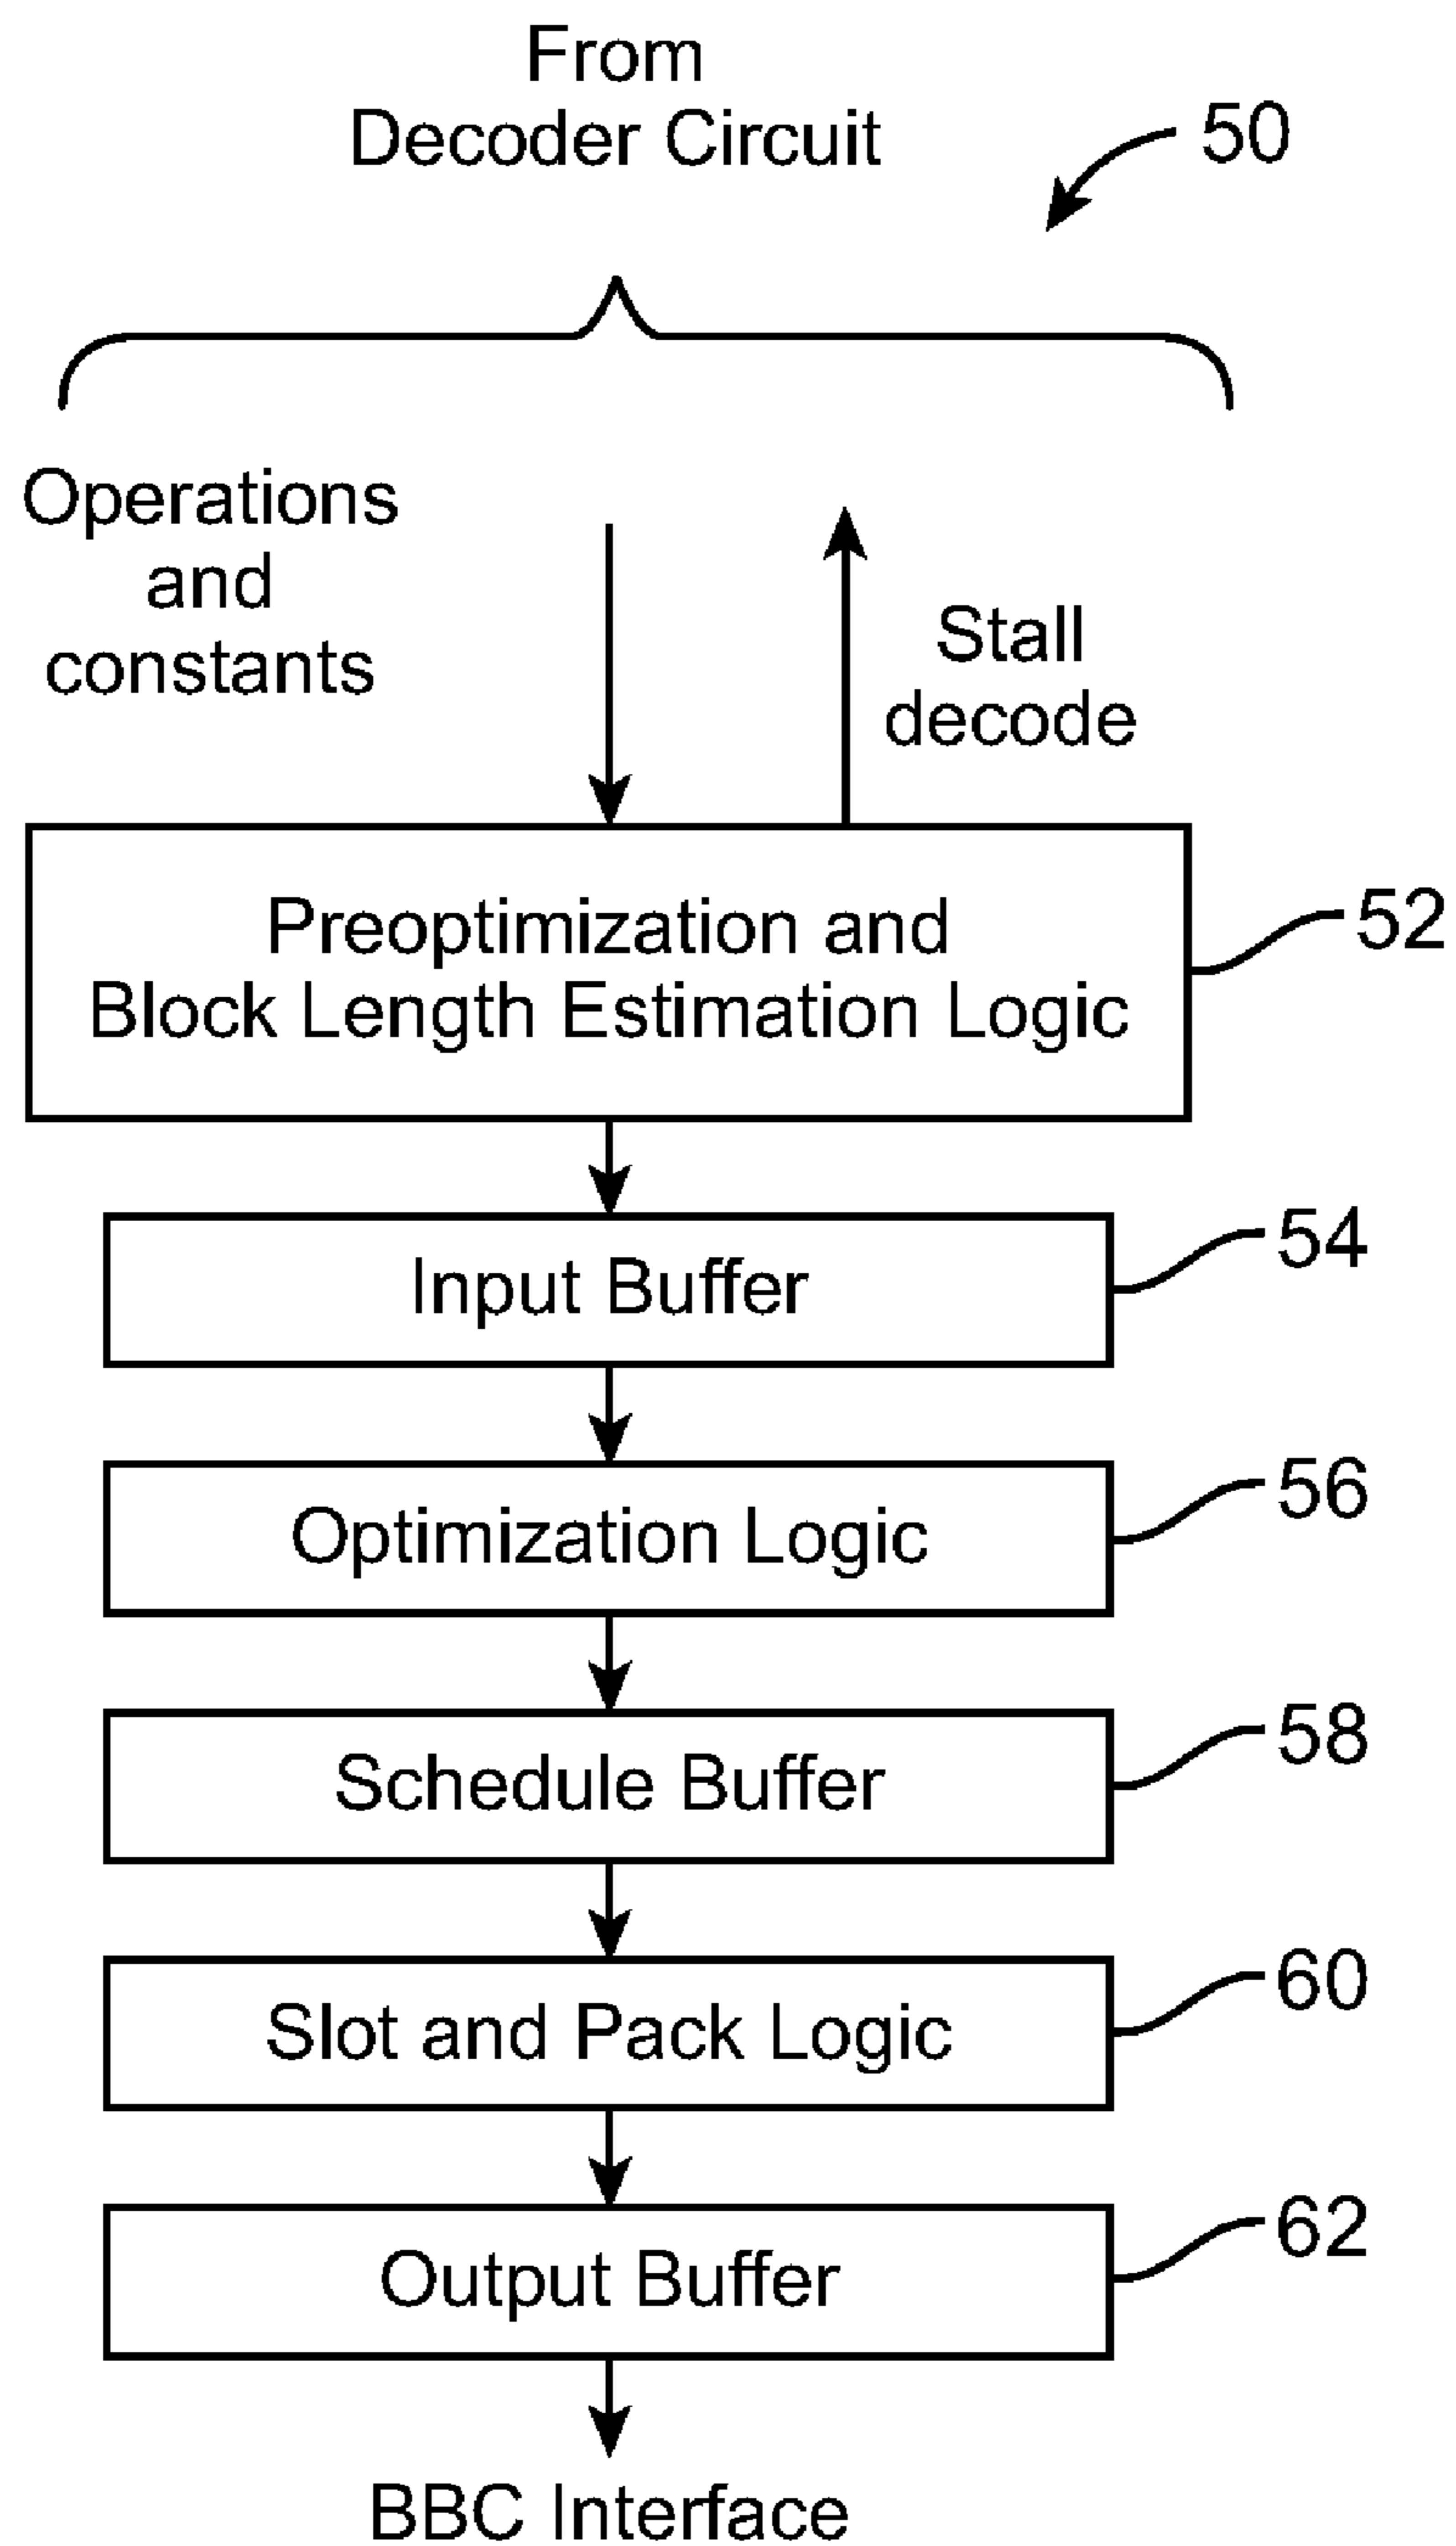 From
Decoder Circuit
50
Operations
and
constants
Stall
decode
Preoptimization and
Block Length Estimation Logic
52
Input Buffer
54
Optimization Logic
56
Schedule Buffer
58
Slot and Pack Logic
60
Output Buffer
62
BBC Interface